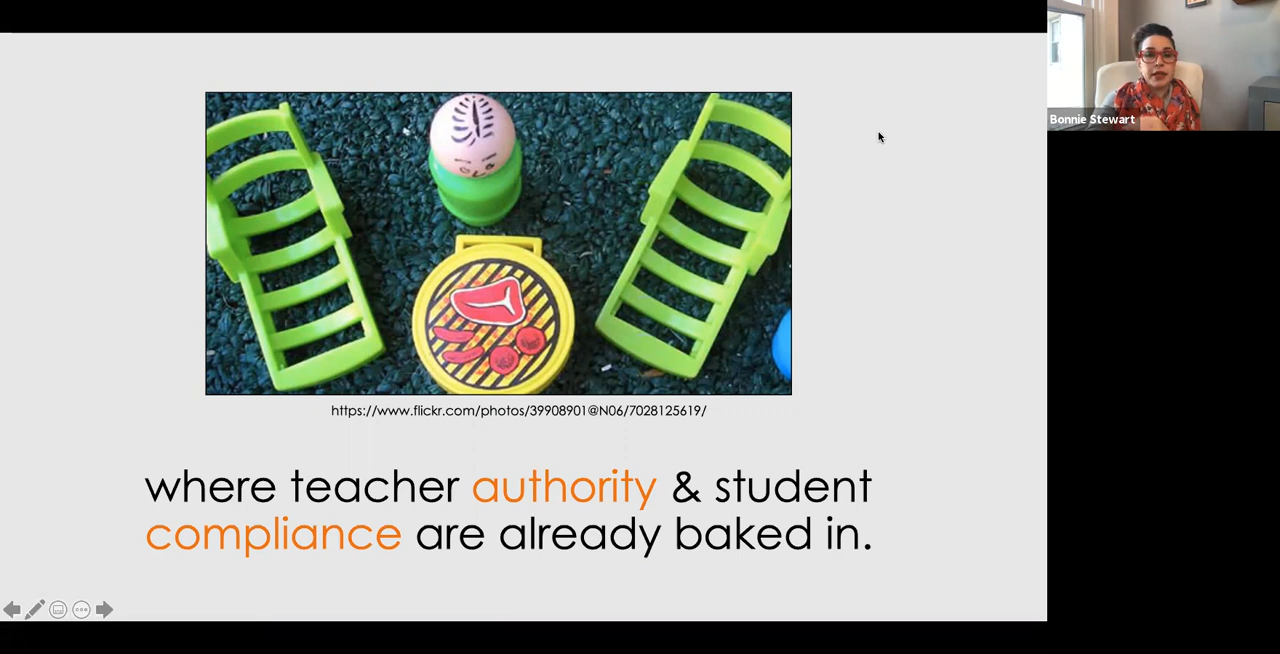 Bonnie Stewart
https://www.flickr.com/photos/39908901@N06/7028125619/
where teacher authority & student
compliance are already baked in.